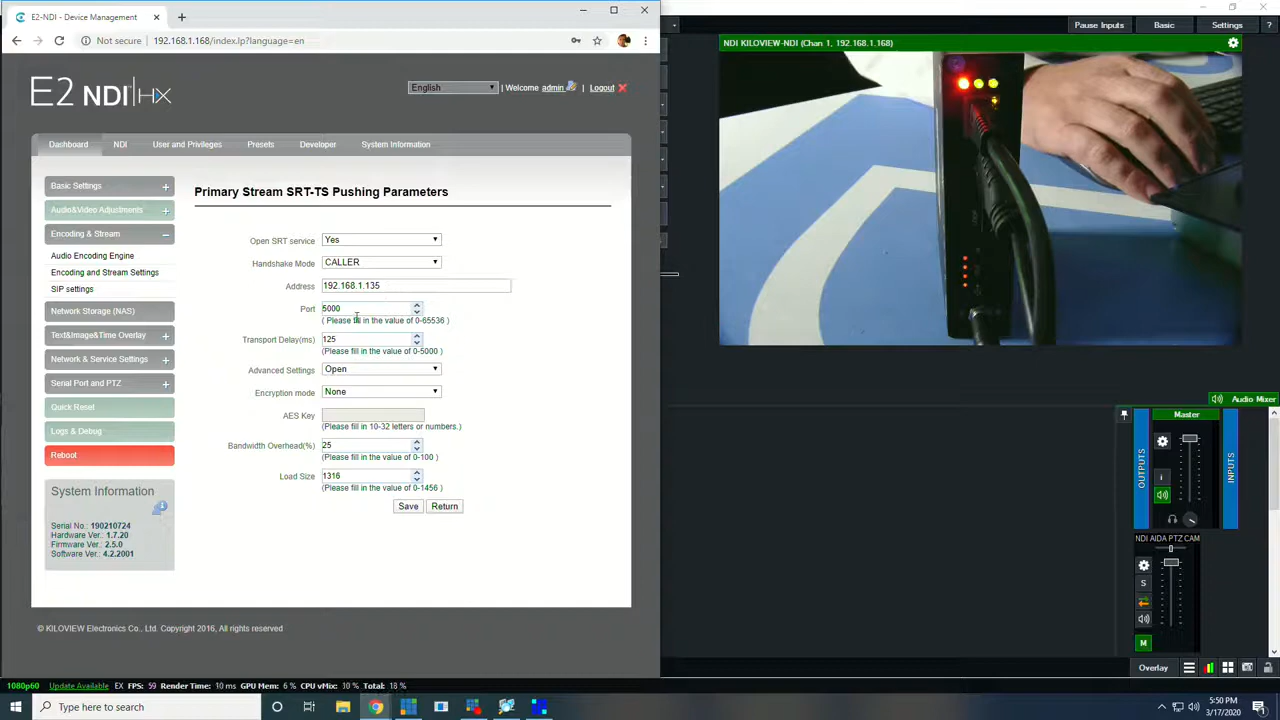 E2-NDI - Device Management
Not secure | 192.168.1.168/index.lp?language=en
E2 NDI HX
English | Welcome admin | Logout
Dashboard NDI User and Privileges Presets Developer System Information
Basic Settings +
Audio&Video Adjustments +
Encoding & Stream −
Audio Encoding Engine
Encoding and Stream Settings
SIP settings
Network Storage (NAS)
Text&Image&Time Overlay +
Network & Service Settings +
Serial Port and PTZ +
Quick Reset
Logs & Debug
Reboot
System Information
Serial No.: 190210724
Hardware Ver.: 1.7.20
Firmware Ver.: 2.5.0
Software Ver.: 4.2.2001
Primary Stream SRT-TS Pushing Parameters
Open SRT service Yes
Handshake Mode CALLER
Address 192.168.1.135
Port 5000
( Please fill in the value of 0-65536 )
Transport Delay(ms) 125
(Please fill in the value of 0-5000 )
Advanced Settings Open
Encryption mode None
AES Key
(Please fill in 10-32 letters or numbers.)
Bandwidth Overhead(%) 25
(Please fill in the value of 0-100 )
Load Size 1316
(Please fill in the value of 0-1456 )
Save Return
© KILOVIEW Electronics Co., Ltd. Copyright 2016, All rights reserved
Pause Inputs Basic Settings ?
NDI KILOVIEW-NDI (Chan 1, 192.168.1.168)
Audio Mixer
Master
OUTPUTS
INPUTS
NDI AIDA PTZ CAM
S
M
Overlay
1080p60 Update Available EX FPS: 59 Render Time: 10 ms GPU Mem: 6 % CPU vMix: 10 % Total: 18 %
Type here to search
5:50 PM
3/17/2020